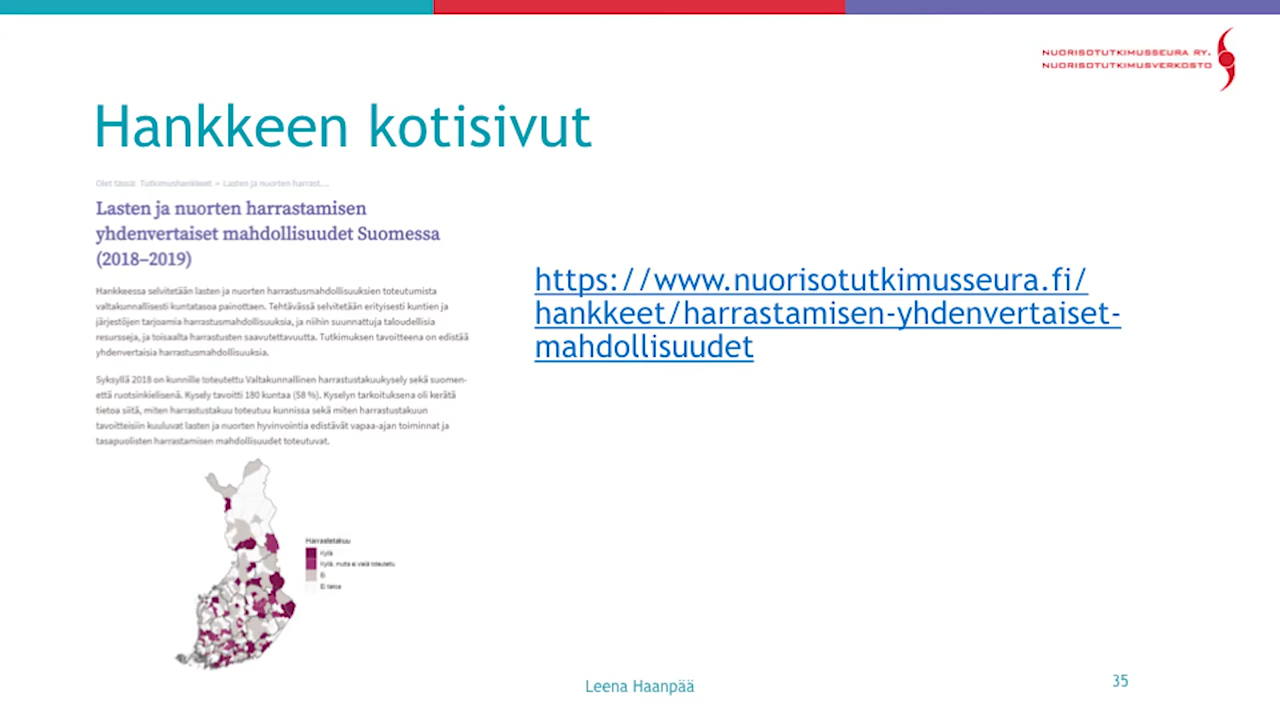 NUORISOTUTKIMUSSEURA RY.
NUORISOTUTKIMUSVERKOSTO
Hankkeen kotisivut
Olet tässä: Tutkimushankkeet » Lasten ja nuorten harrast...
Lasten ja nuorten harrastamisen
yhdenvertaiset mahdollisuudet Suomessa
(2018–2019)
Hankkeessa selvitetään lasten ja nuorten harrastusmahdollisuuksien toteutumista
valtakunnallisesti kuntatasoa painottaen. Tehtävässä selvitetään erityisesti kuntien ja
järjestöjen tarjoamia harrastusmahdollisuuksia, ja niihin suunnattuja taloudellisia
resursseja, ja toisaalta harrastusten saavutettavuutta. Tutkimuksen tavoitteena on edistää
yhdenvertaisia harrastusmahdollisuuksia.
Syksyllä 2018 on kunnille toteutettu Valtakunnallinen harrastustakuukysely sekä suomen-
että ruotsinkielisenä. Kysely tavoitti 180 kuntaa (58 %). Kyselyn tarkoituksena oli kerätä
tietoa siitä, miten harrastustakuu toteutuu kunnissa sekä miten harrastustakuun
tavoitteisiin kuuluvat lasten ja nuorten hyvinvointia edistävät vapaa-ajan toiminnat ja
tasapuolisten harrastamisen mahdollisuudet toteutuvat.
https://www.nuorisotutkimusseura.fi/
hankkeet/harrastamisen-yhdenvertaiset-
mahdollisuudet
Harrastetakuu
Kyllä
Kyllä, mutta ei vielä toteutettu
Ei
Ei tietoa
Leena Haanpää
35